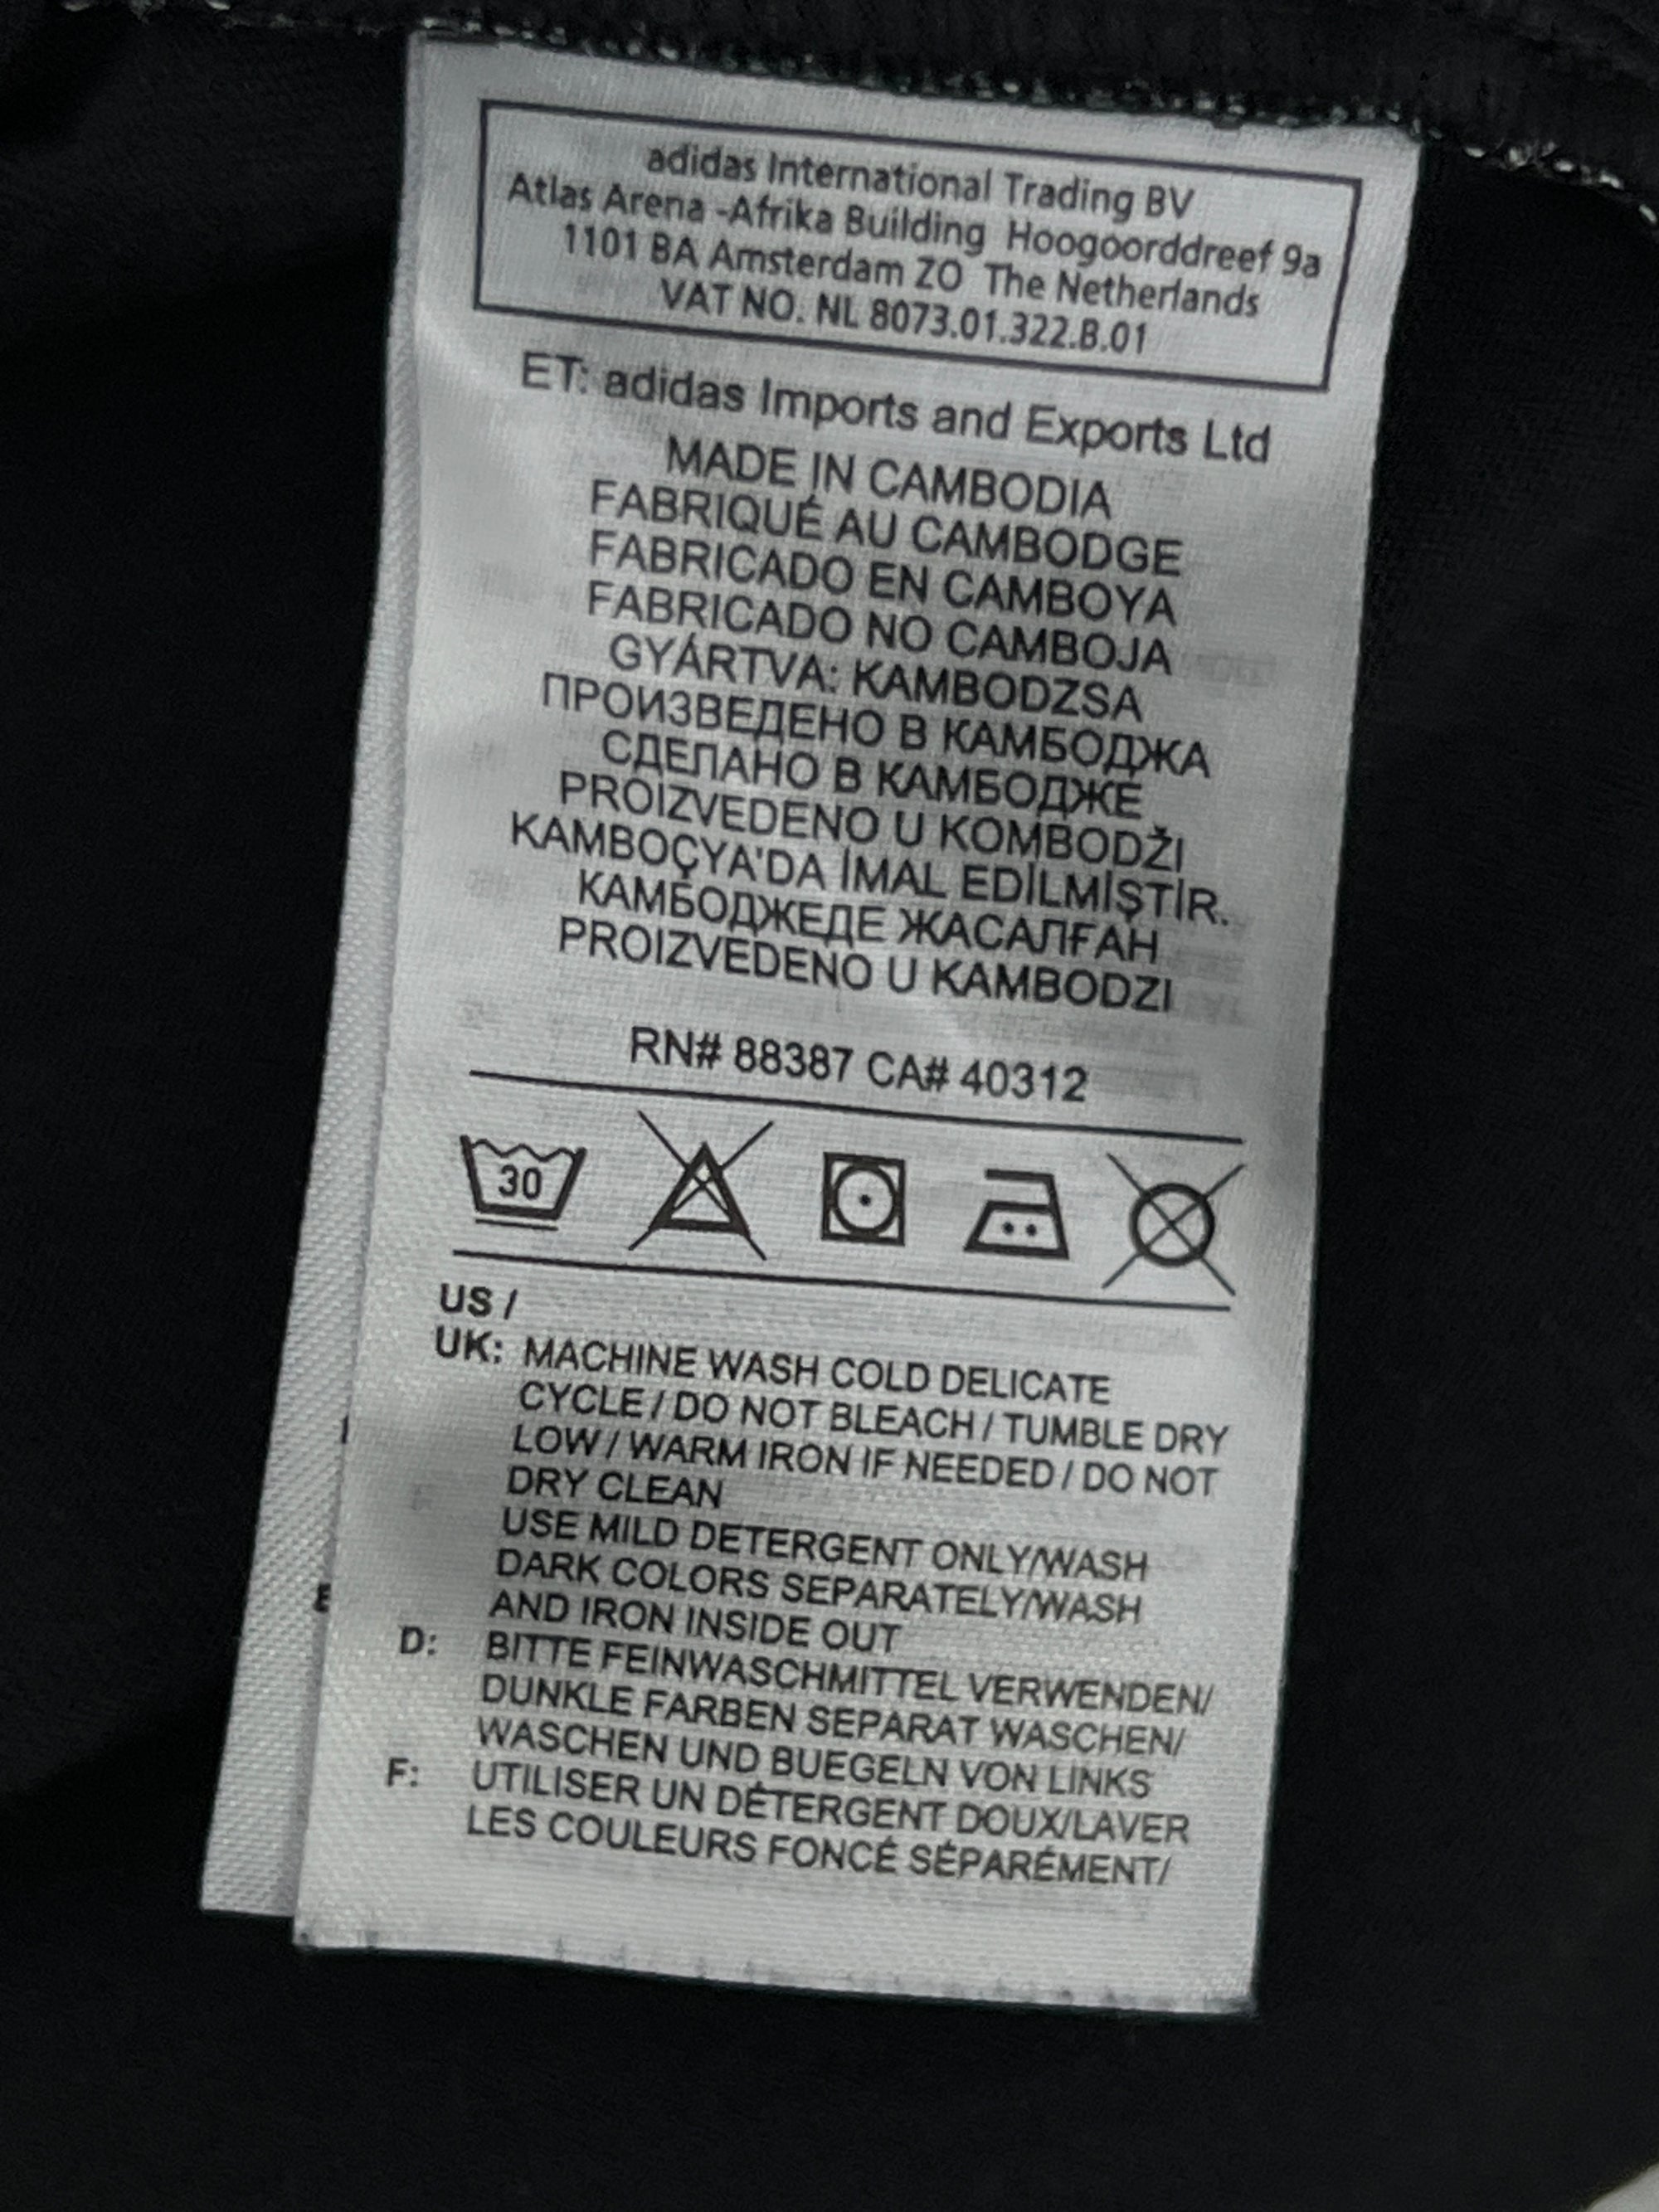 adidas International Trading BV
Atlas Arena -Afrika Building Hoogoorddreef 9a
1101 BA Amsterdam ZO The Netherlands
VAT NO. NL 8073.01.322.B.01
ET: adidas Imports and Exports Ltd
MADE IN CAMBODIA
FABRIQUÉ AU CAMBODGE
FABRICADO EN CAMBOYA
FABRICADO NO CAMBOJA
GYÁRTVA: KAMBODZSA
ПРОИЗВЕДЕНО В КАМБОДЖА
СДЕЛАНО В КАМБОДЖЕ
PROIZVEDENO U KOMBODŽI
KAMBOÇYA'DA İMAL EDİLMİŞTİR.
КАМБОДЖЕДЕ ЖАСАЛҒАН
PROIZVEDENO U KAMBODZI
RN# 88387 CA# 40312
30
US /
UK: MACHINE WASH COLD DELICATE
CYCLE / DO NOT BLEACH / TUMBLE DRY
LOW / WARM IRON IF NEEDED / DO NOT
DRY CLEAN
USE MILD DETERGENT ONLY/WASH
DARK COLORS SEPARATELY/WASH
AND IRON INSIDE OUT
D: BITTE FEINWASCHMITTEL VERWENDEN/
DUNKLE FARBEN SEPARAT WASCHEN/
WASCHEN UND BUEGELN VON LINKS
F: UTILISER UN DÉTERGENT DOUX/LAVER
LES COULEURS FONCÉ SÉPARÉMENT/